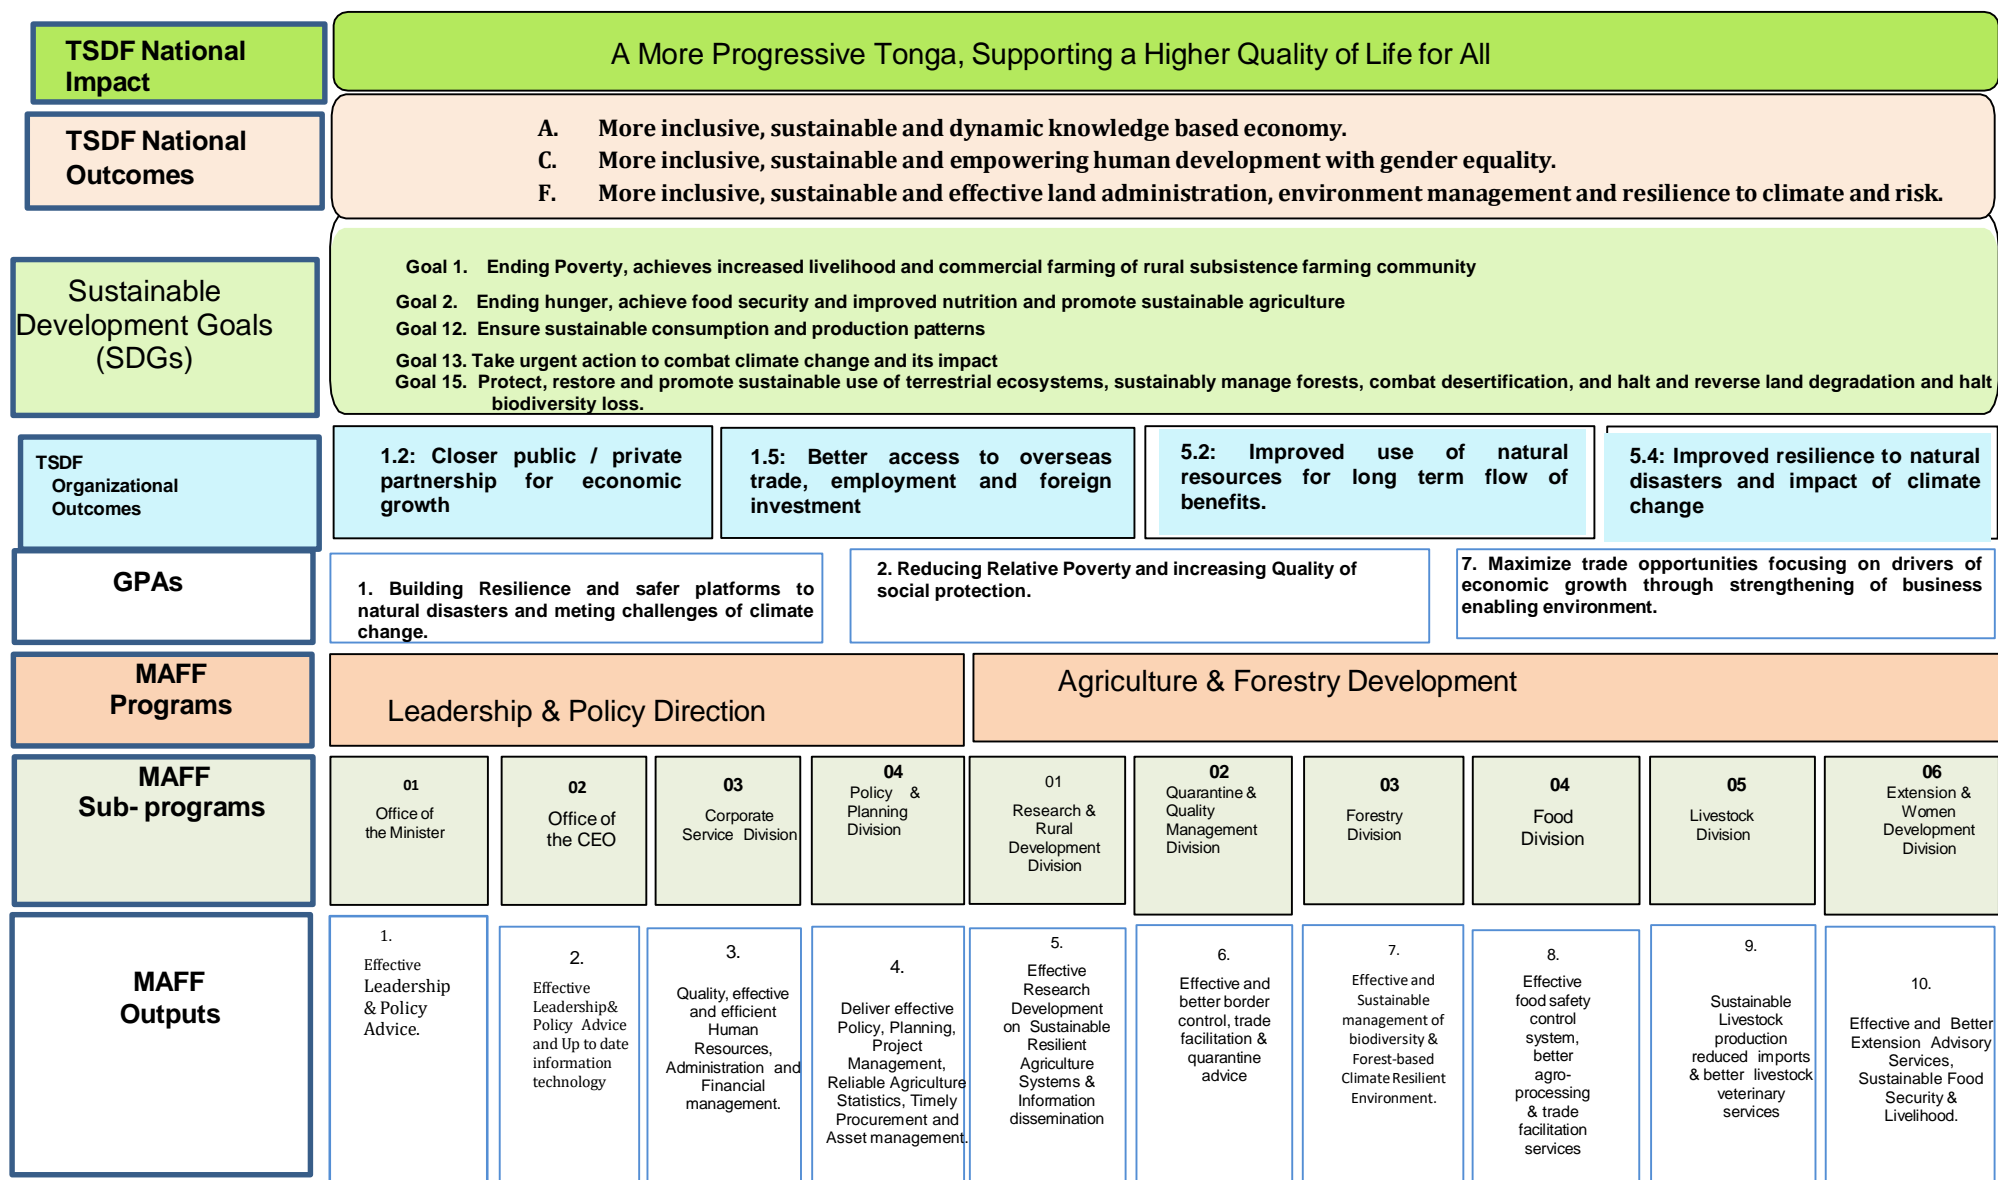 TSDF National
Impact
A More Progressive Tonga, Supporting a Higher Quality of Life for All
TSDF National
Outcomes
A. More inclusive, sustainable and dynamic knowledge based economy.
C. More inclusive, sustainable and empowering human development with gender equality.
F. More inclusive, sustainable and effective land administration, environment management and resilience to climate and risk.
Sustainable
Development Goals
(SDGs)
Goal 1. Ending Poverty, achieves increased livelihood and commercial farming of rural subsistence farming community
Goal 2. Ending hunger, achieve food security and improved nutrition and promote sustainable agriculture
Goal 12. Ensure sustainable consumption and production patterns
Goal 13. Take urgent action to combat climate change and its impact
Goal 15. Protect, restore and promote sustainable use of terrestrial ecosystems, sustainably manage forests, combat desertification, and halt and reverse land degradation and halt
biodiversity loss.
TSDF
Organizational
Outcomes
1.2: Closer public / private
partnership for economic
growth
1.5: Better access to overseas
trade, employment and foreign
investment
5.2: Improved use of natural
resources for long term flow of
benefits.
5.4: Improved resilience to natural
disasters and impact of climate
change
GPAs
1. Building Resilience and safer platforms to
natural disasters and meting challenges of climate
change.
2. Reducing Relative Poverty and increasing Quality of
social protection.
7. Maximize trade opportunities focusing on drivers of
economic growth through strengthening of business
enabling environment.
MAFF
Programs
Leadership & Policy Direction
Agriculture & Forestry Development
MAFF
Sub- programs
01
Office of
the Minister
02
Office of
the CEO
03
Corporate
Service Division
04
Policy &
Planning
Division
01
Research &
Rural
Development
Division
02
Quarantine &
Quality
Management
Division
03
Forestry
Division
04
Food
Division
05
Livestock
Division
06
Extension &
Women
Development
Division
MAFF
Outputs
1.
Effective
Leadership
& Policy
Advice.
2.
Effective
Leadership&
Policy Advice
and Up to date
information
technology
3.
Quality, effective
and efficient
Human
Resources,
Administration and
Financial
management.
4.
Deliver effective
Policy, Planning,
Project
Management,
Reliable Agriculture
Statistics, Timely
Procurement and
Asset management.
5.
Effective
Research
Development
on Sustainable
Resilient
Agriculture
Systems &
Information
dissemination
6.
Effective and
better border
control, trade
facilitation &
quarantine
advice
7.
Effective and
Sustainable
management of
biodiversity &
Forest-based
Climate Resilient
Environment.
8.
Effective
food safety
control
system,
better
agro-
processing
& trade
facilitation
services
9.
Sustainable
Livestock
production
reduced imports
& better livestock
veterinary
services
10.
Effective and Better
Extension Advisory
Services,
Sustainable Food
Security &
Livelihood.